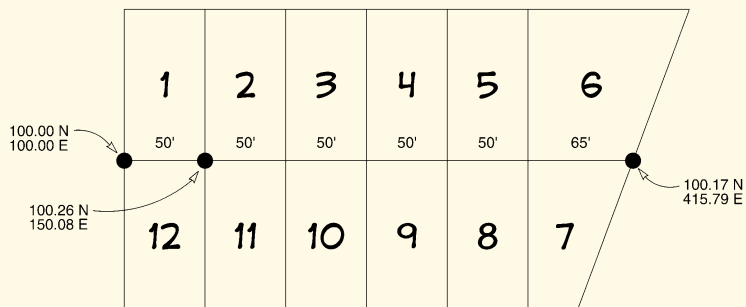 1 2 3 4 5 6
50' 50' 50' 50' 50' 65'
100.00 N
100.00 E
100.26 N
150.08 E
100.17 N
415.79 E
12 11 10 9 8 7